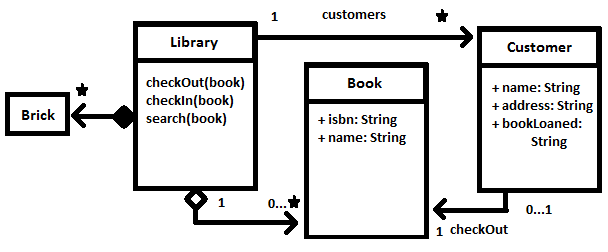 1 customers *
Library
Customer
checkOut(book)
checkIn(book)
search(book)
Book
+ isbn: String
+ name: String
+ name: String
+ address: String
+ bookLoaned:
String
*
Brick
1 0...*
0...1
1 checkOut